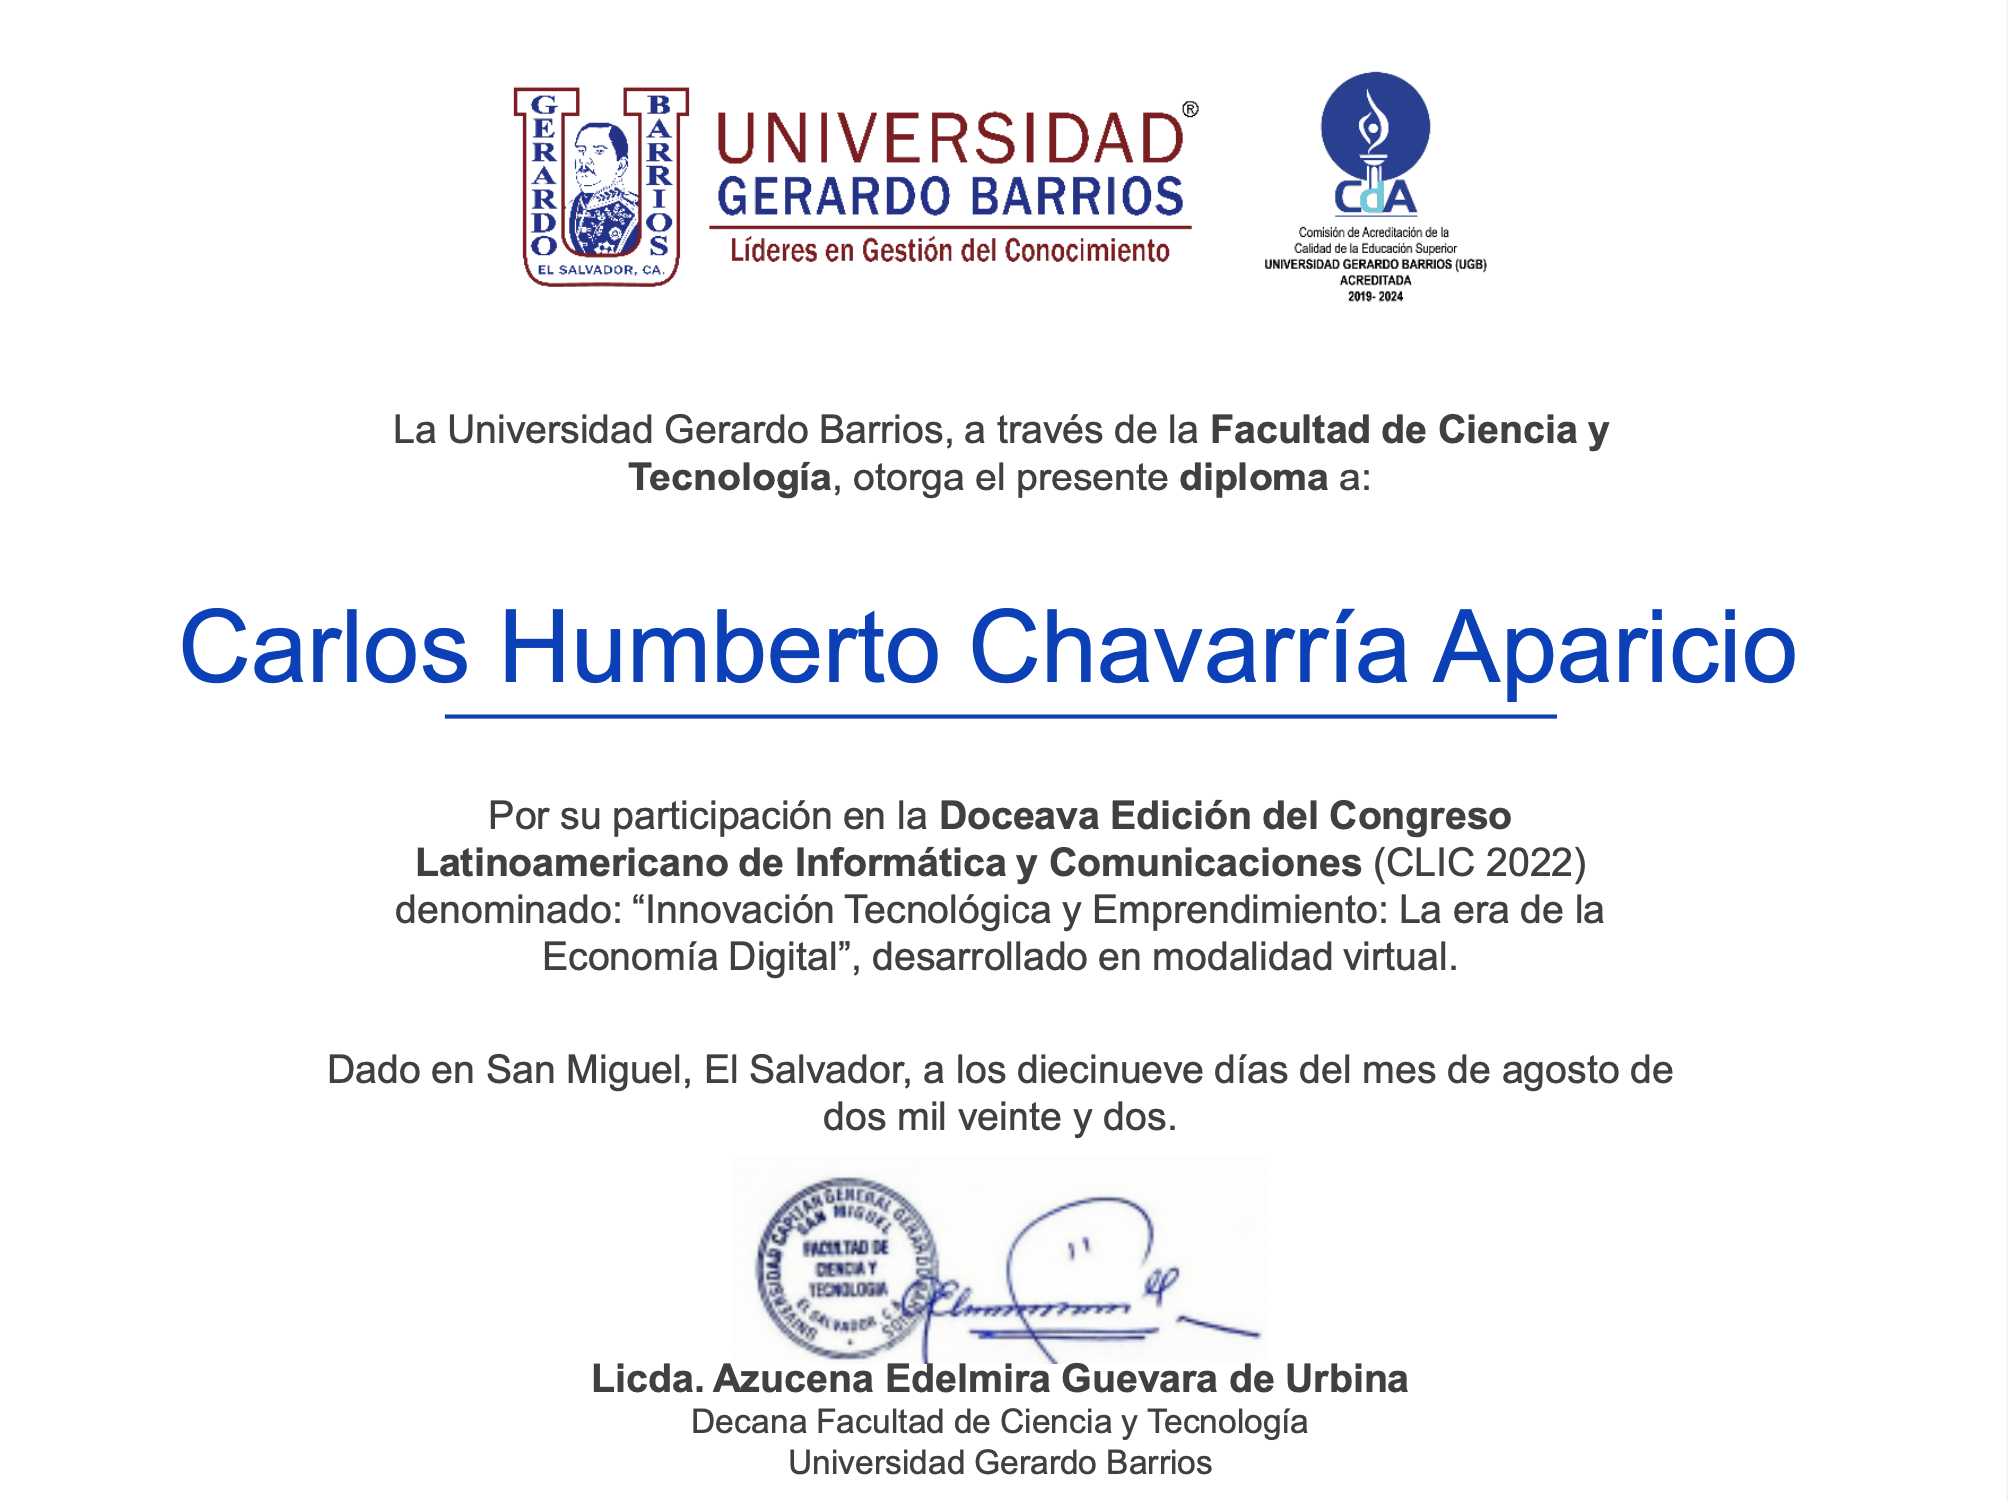 GERARDO BARRIOS
EL SALVADOR, CA.
UNIVERSIDAD®
GERARDO BARRIOS
Líderes en Gestión del Conocimiento
CdA
Comisión de Acreditación de la
Calidad de la Educación Superior
UNIVERSIDAD GERARDO BARRIOS (UGB)
ACREDITADA
2019- 2024
La Universidad Gerardo Barrios, a través de la Facultad de Ciencia y
Tecnología, otorga el presente diploma a:
Carlos Humberto Chavarría Aparicio
Por su participación en la Doceava Edición del Congreso
Latinoamericano de Informática y Comunicaciones (CLIC 2022)
denominado: “Innovación Tecnológica y Emprendimiento: La era de la
Economía Digital”, desarrollado en modalidad virtual.
Dado en San Miguel, El Salvador, a los diecinueve días del mes de agosto de
dos mil veinte y dos.
UNIVERSIDAD CAPITAN GENERAL GERARDO BARRIOS
SAN MIGUEL
FACULTAD DE
CIENCIA Y
TECNOLOGIA
EL SALVADOR, C.A.
Licda. Azucena Edelmira Guevara de Urbina
Decana Facultad de Ciencia y Tecnología
Universidad Gerardo Barrios